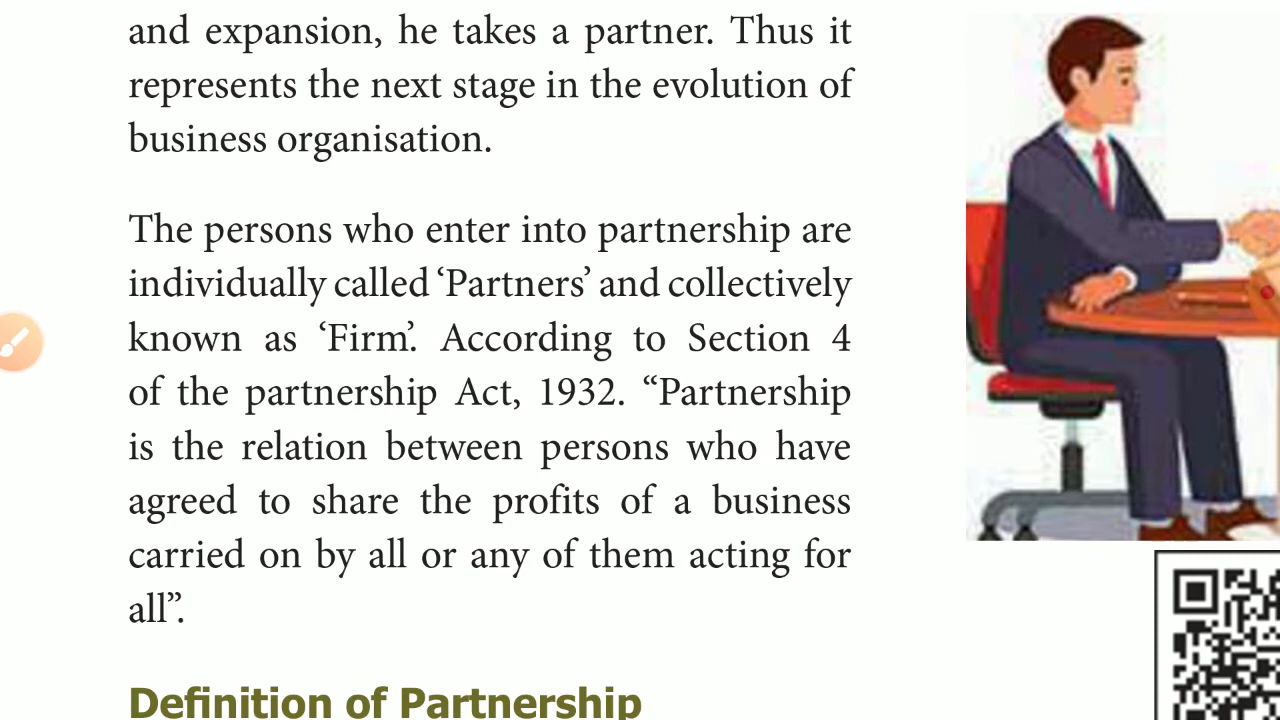 and expansion, he takes a partner. Thus it
represents the next stage in the evolution of
business organisation.
The persons who enter into partnership are
individually called ‘Partners’ and collectively
known as ‘Firm’. According to Section 4
of the partnership Act, 1932. “Partnership
is the relation between persons who have
agreed to share the profits of a business
carried on by all or any of them acting for
all”.
Definition of Partnership